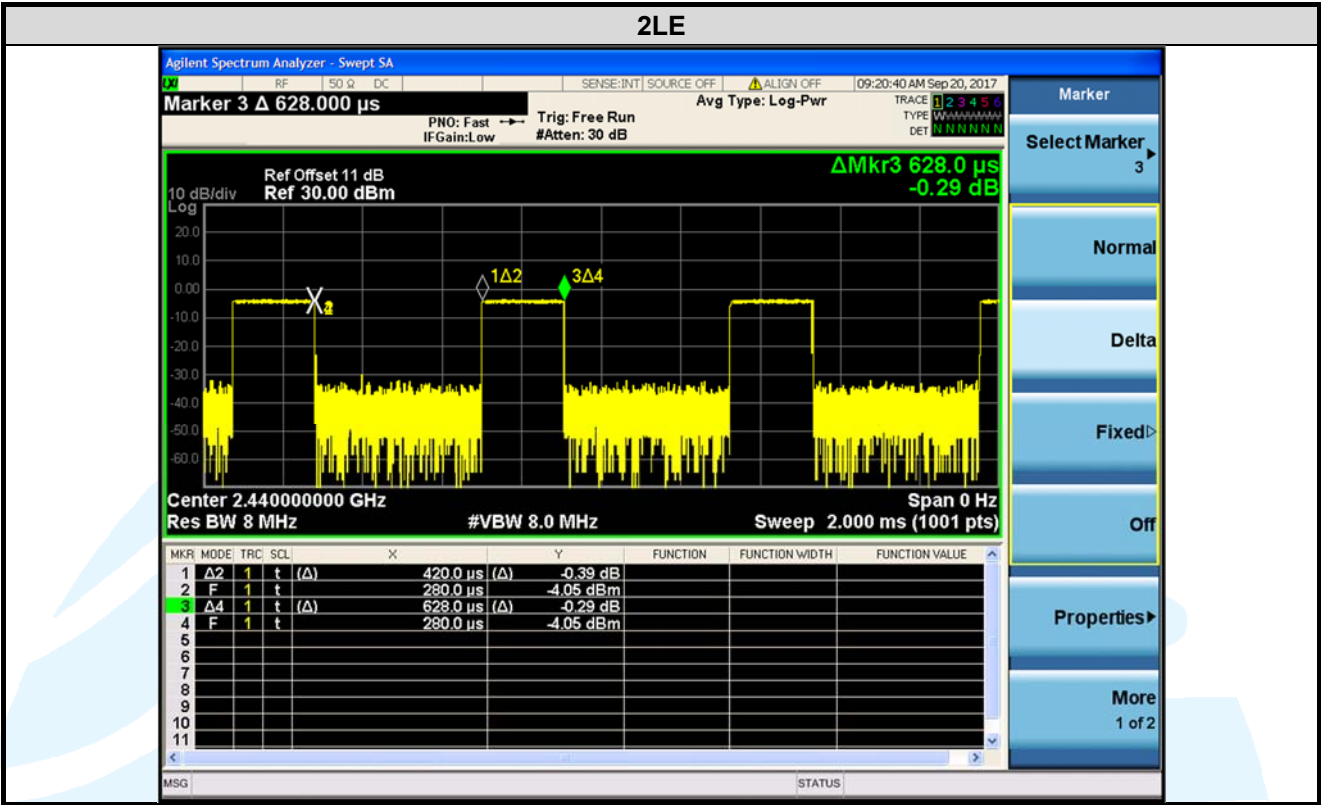 2LE
Agilent Spectrum Analyzer - Swept SA
LXI RF 50 Ω DC SENSE:INT SOURCE OFF ALIGN OFF 09:20:40 AM Sep 20, 2017
Marker 3 Δ 628.000 µs
PNO: Fast
IFGain:Low
Trig: Free Run
#Atten: 30 dB
Avg Type: Log-Pwr
TRACE 1 2 3 4 5 6
TYPE WWWWWW
DET N N N N N N
ΔMkr3 628.0 µs
-0.29 dB
Ref Offset 11 dB
10 dB/div Ref 30.00 dBm
Log
20.0
10.0
0.00
-10.0
-20.0
-30.0
-40.0
-50.0
-60.0
1Δ2
3Δ4
Center 2.440000000 GHz Span 0 Hz
Res BW 8 MHz #VBW 8.0 MHz Sweep 2.000 ms (1001 pts)
MKR MODE TRC SCL X Y FUNCTION FUNCTION WIDTH FUNCTION VALUE
1 Δ2 1 t (Δ) 420.0 µs (Δ) -0.39 dB
2 F 1 t 280.0 µs -4.05 dBm
3 Δ4 1 t (Δ) 628.0 µs (Δ) -0.29 dB
4 F 1 t 280.0 µs -4.05 dBm
5
6
7
8
9
10
11
MSG STATUS
Marker
Select Marker
3
Normal
Delta
Fixed
Off
Properties
More
1 of 2